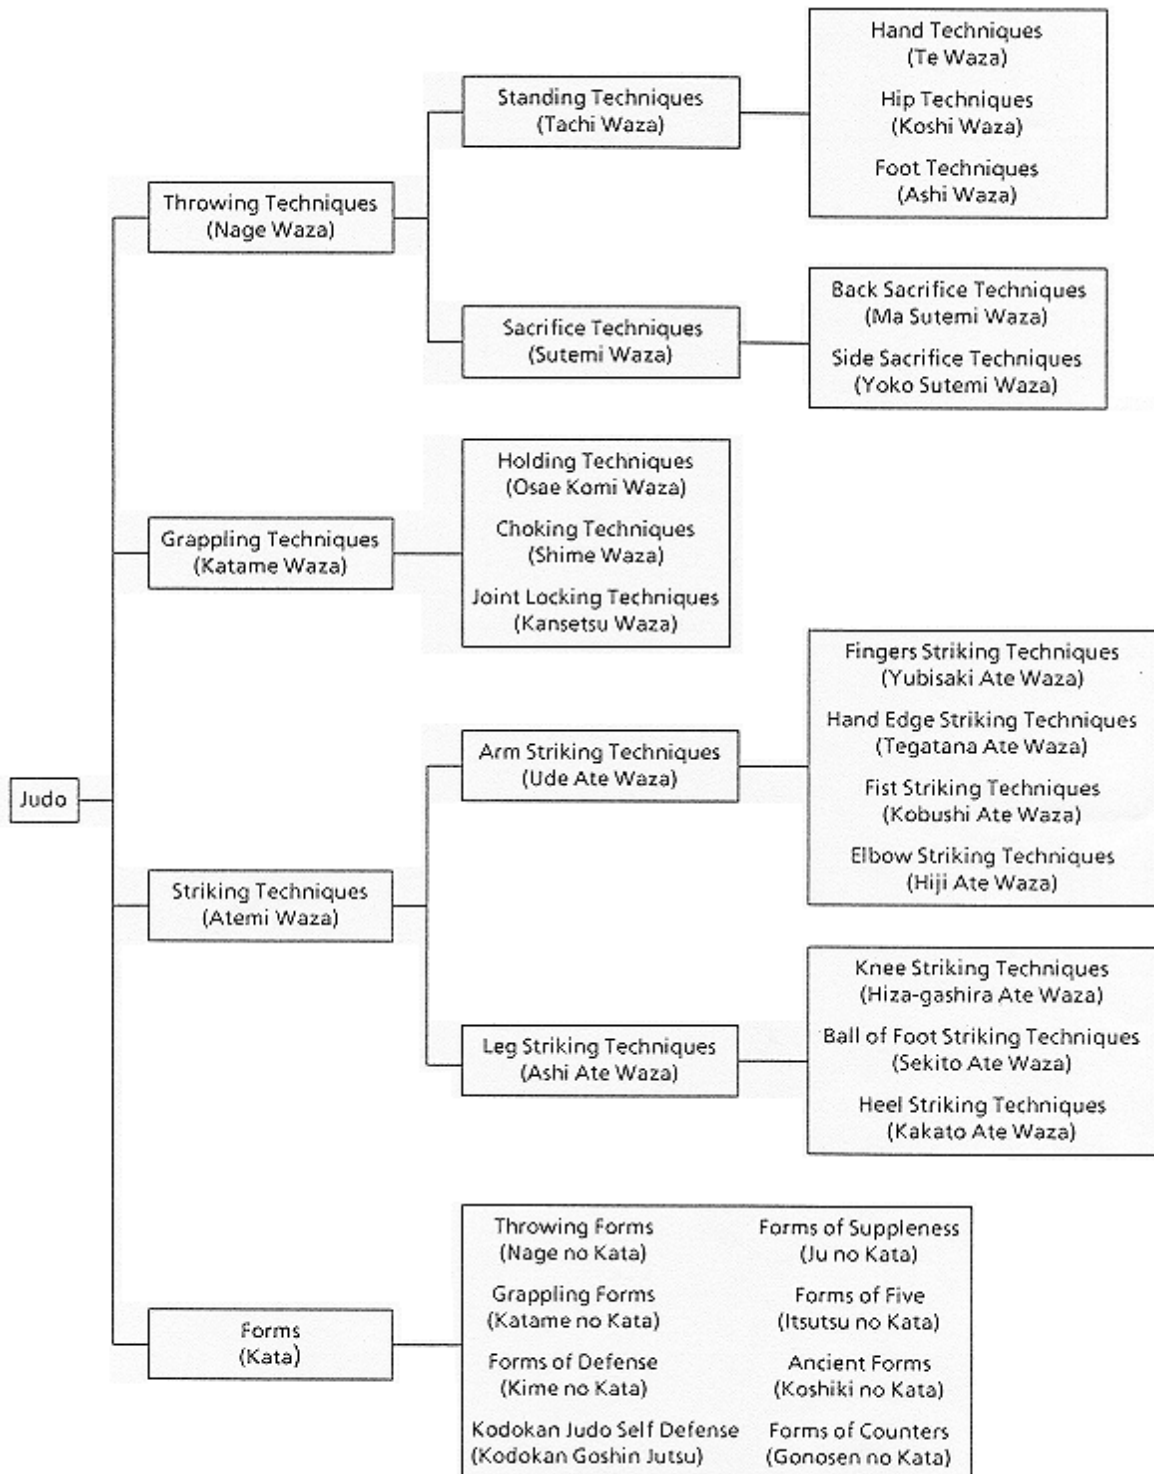 Judo
Throwing Techniques
(Nage Waza)
Standing Techniques
(Tachi Waza)
Hand Techniques
(Te Waza)
Hip Techniques
(Koshi Waza)
Foot Techniques
(Ashi Waza)
Sacrifice Techniques
(Sutemi Waza)
Back Sacrifice Techniques
(Ma Sutemi Waza)
Side Sacrifice Techniques
(Yoko Sutemi Waza)
Grappling Techniques
(Katame Waza)
Holding Techniques
(Osae Komi Waza)
Choking Techniques
(Shime Waza)
Joint Locking Techniques
(Kansetsu Waza)
Striking Techniques
(Atemi Waza)
Arm Striking Techniques
(Ude Ate Waza)
Fingers Striking Techniques
(Yubisaki Ate Waza)
Hand Edge Striking Techniques
(Tegatana Ate Waza)
Fist Striking Techniques
(Kobushi Ate Waza)
Elbow Striking Techniques
(Hiji Ate Waza)
Leg Striking Techniques
(Ashi Ate Waza)
Knee Striking Techniques
(Hiza-gashira Ate Waza)
Ball of Foot Striking Techniques
(Sekito Ate Waza)
Heel Striking Techniques
(Kakato Ate Waza)
Forms
(Kata)
Throwing Forms
(Nage no Kata)
Grappling Forms
(Katame no Kata)
Forms of Defense
(Kime no Kata)
Kodokan Judo Self Defense
(Kodokan Goshin Jutsu)
Forms of Suppleness
(Ju no Kata)
Forms of Five
(Itsutsu no Kata)
Ancient Forms
(Koshiki no Kata)
Forms of Counters
(Gonosen no Kata)